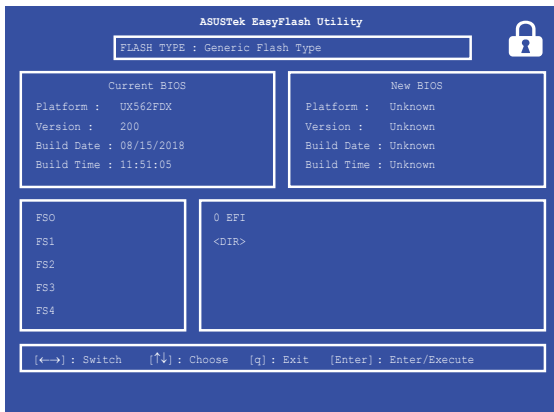 ASUSTek EasyFlash Utility
FLASH TYPE : Generic Flash Type
Current BIOS
Platform : UX562FDX
Version : 200
Build Date : 08/15/2018
Build Time : 11:51:05
New BIOS
Platform : Unknown
Version : Unknown
Build Date : Unknown
Build Time : Unknown
FSO
FS1
FS2
FS3
FS4
0 EFI
<DIR>
[←→] : Switch [↑↓] : Choose [q] : Exit [Enter] : Enter/Execute